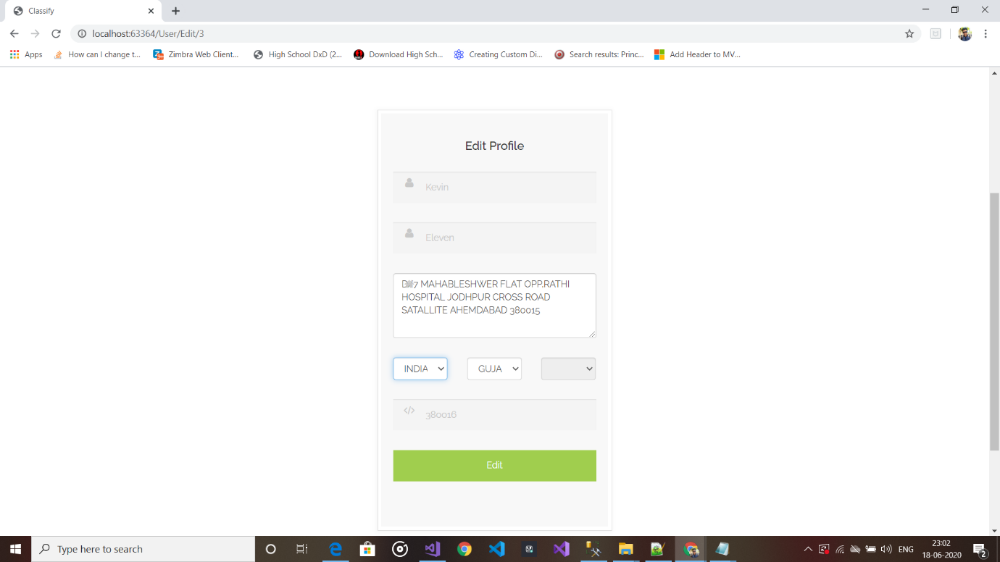 Classify
localhost:63364/User/Edit/3
Apps
How can I change t...
Zimbra Web Client...
High School DxD (2...
Download High Sch...
Creating Custom Di...
Search results: Princ...
Add Header to MV...
Edit Profile
Kevin
Eleven
7 MAHABLESHWER FLAT OPP.RATHI
HOSPITAL JODHPUR CROSS ROAD
SATALLITE AHEMDABAD 380015
INDIA GUJA
380016
Edit
Type here to search
ENG
23:02
18-06-2020
2